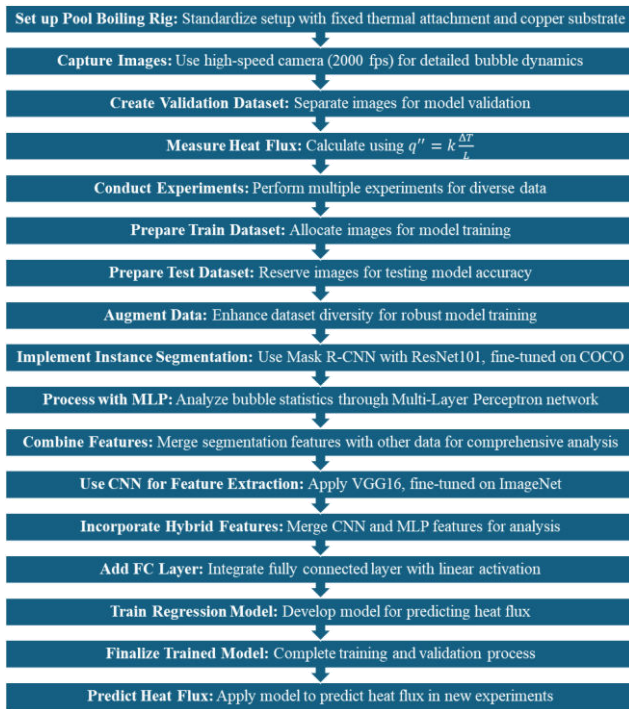 Set up Pool Boiling Rig: Standardize setup with fixed thermal attachment and copper substrate
Capture Images: Use high-speed camera (2000 fps) for detailed bubble dynamics
Create Validation Dataset: Separate images for model validation
Measure Heat Flux: Calculate using q″ = k ΔT/L
Conduct Experiments: Perform multiple experiments for diverse data
Prepare Train Dataset: Allocate images for model training
Prepare Test Dataset: Reserve images for testing model accuracy
Augment Data: Enhance dataset diversity for robust model training
Implement Instance Segmentation: Use Mask R-CNN with ResNet101, fine-tuned on COCO
Process with MLP: Analyze bubble statistics through Multi-Layer Perceptron network
Combine Features: Merge segmentation features with other data for comprehensive analysis
Use CNN for Feature Extraction: Apply VGG16, fine-tuned on ImageNet
Incorporate Hybrid Features: Merge CNN and MLP features for analysis
Add FC Layer: Integrate fully connected layer with linear activation
Train Regression Model: Develop model for predicting heat flux
Finalize Trained Model: Complete training and validation process
Predict Heat Flux: Apply model to predict heat flux in new experiments